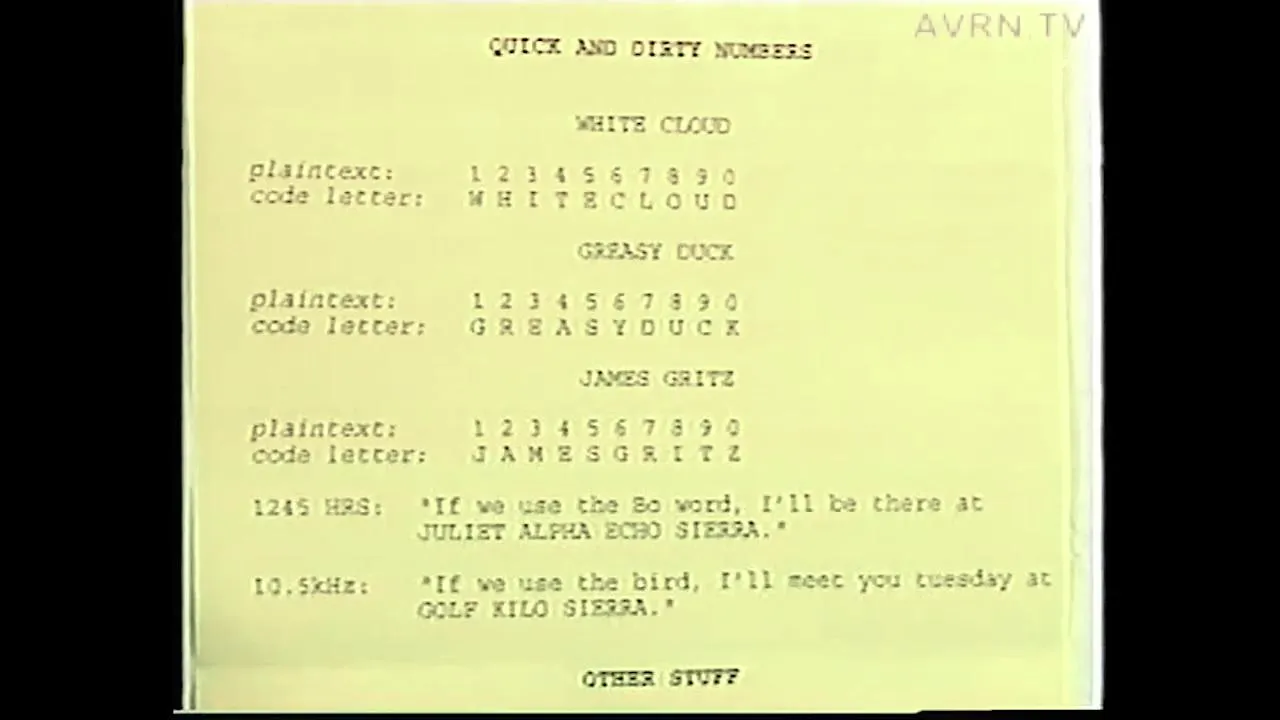 AVRN.TV
QUICK AND DIRTY NUMBERS
WHITE CLOUD
plaintext: 1 2 3 4 5 6 7 8 9 0
code letter: W H I T E C L O U D
GREASY DUCK
plaintext: 1 2 3 4 5 6 7 8 9 0
code letter: G R E A S Y D U C K
JAMES GRITZ
plaintext: 1 2 3 4 5 6 7 8 9 0
code letter: J A M E S G R I T Z
1245 HRS: "If we use the Bo word, I'll be there at
JULIET ALPHA ECHO SIERRA."
10.5kHz: "If we use the bird, I'll meet you tuesday at
GOLF KILO SIERRA."
OTHER STUFF